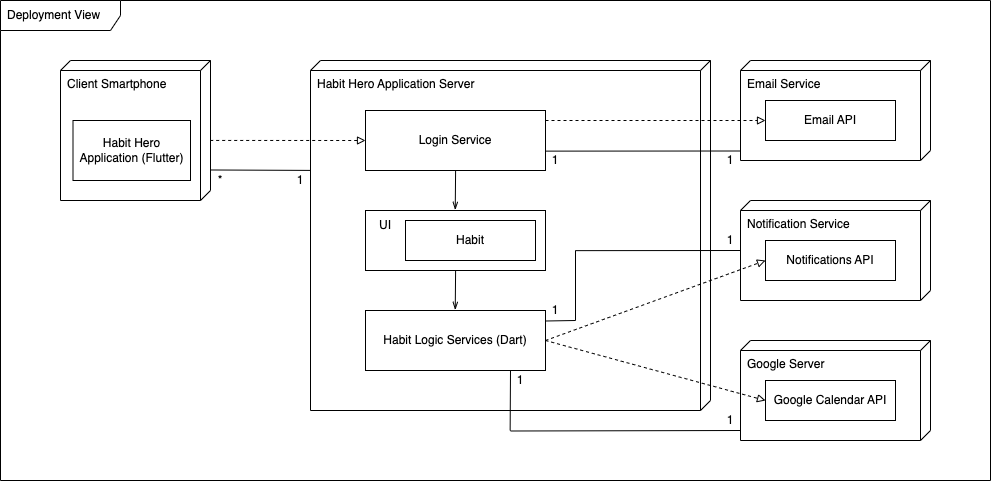 Deployment View
Client Smartphone
Habit Hero
Application (Flutter)
*
1
Habit Hero Application Server
Login Service
1
1
UI
Habit
1
1
Habit Logic Services (Dart)
1
1
Email Service
Email API
Notification Service
Notifications API
Google Server
Google Calendar API